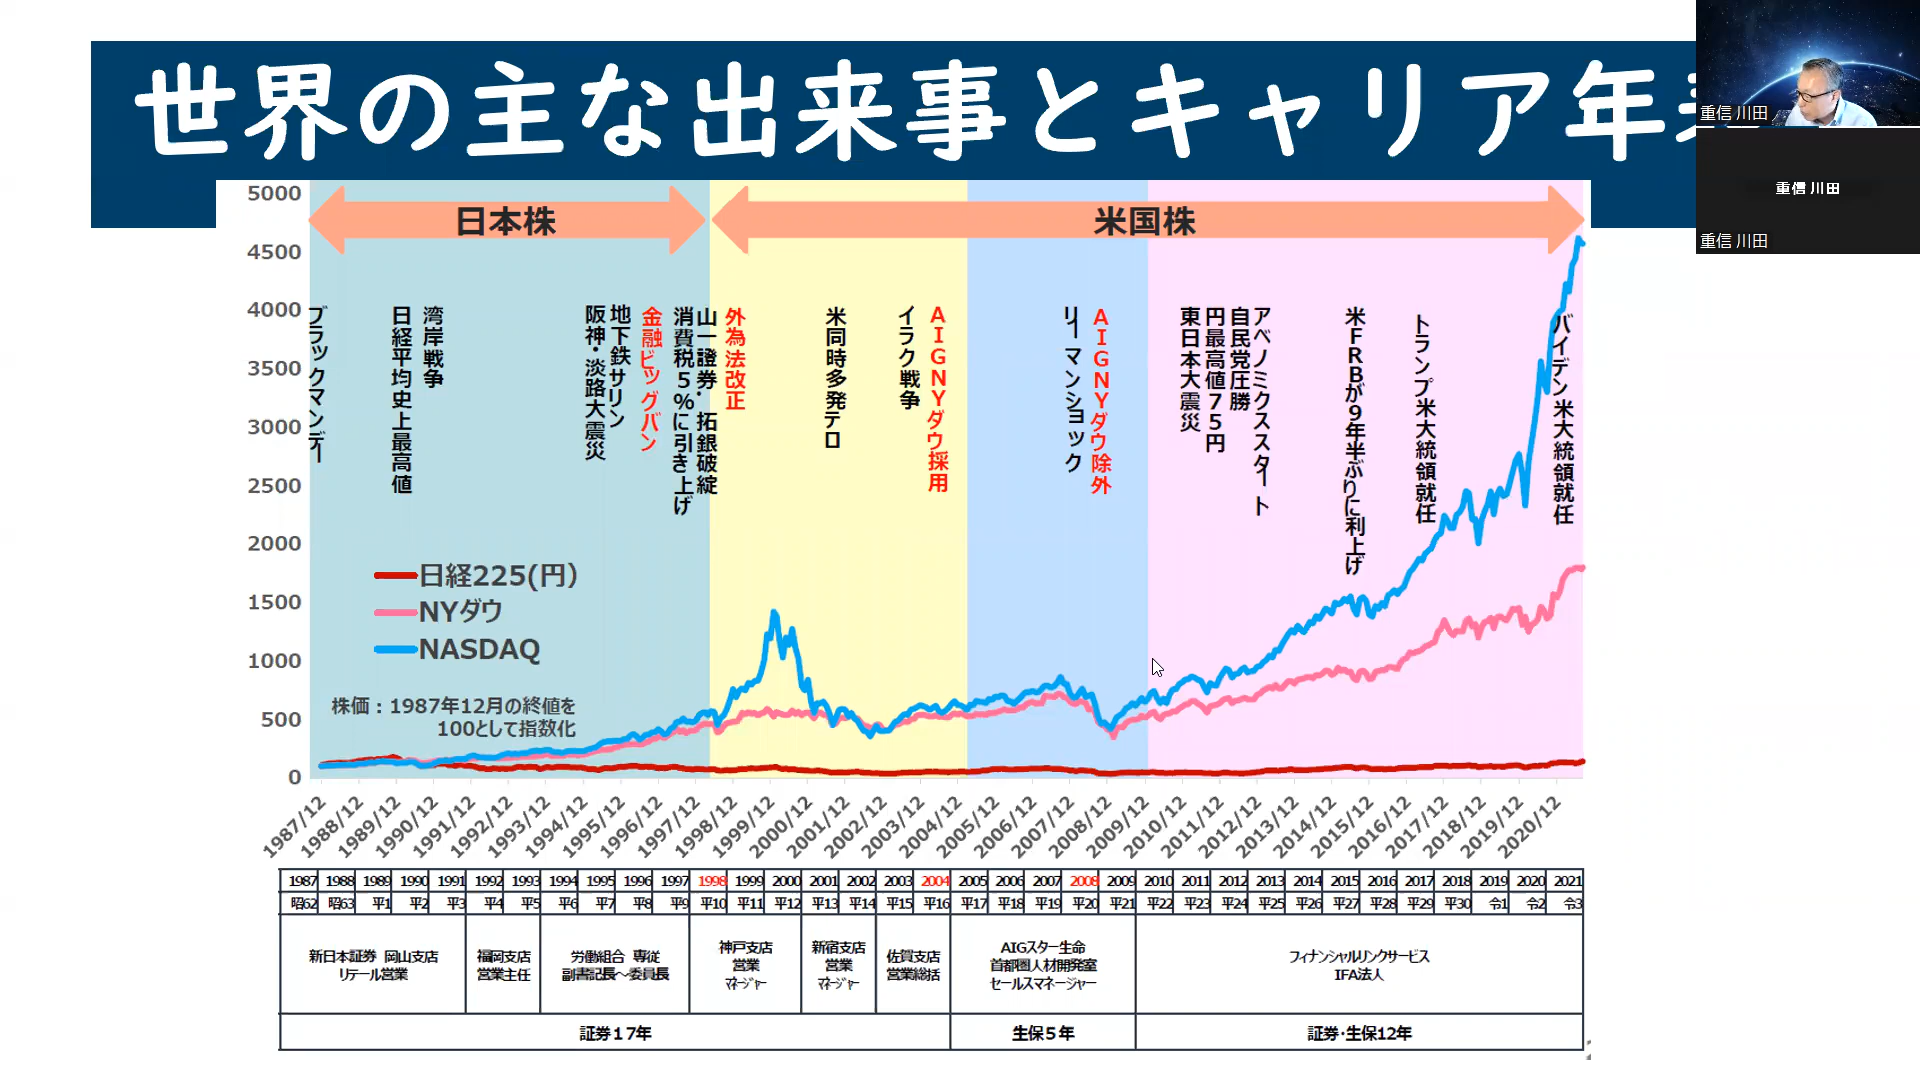 世界の主な出来事とキャリア年
重信 川田
重信 川田
重信 川田
日本株
米国株
5000
4500
4000
3500
3000
2500
2000
1500
1000
500
0
ブラックマンデー
日経平均史上最高値
湾岸戦争
阪神・淡路大震災
地下鉄サリン
金融ビッグバン
消費税5%に引き上げ
山一證券・拓銀破綻
外為法改正
米同時多発テロ
イラク戦争
AIGNYダウ採用
リーマンショック
AIGNYダウ除外
東日本大震災
円最高値75円
自民党圧勝
アベノミクススタート
米FRBが9年半ぶりに利上げ
トランプ米大統領就任
バイデン米大統領就任
日経225(円)
NYダウ
NASDAQ
株価：1987年12月の終値を
100として指数化
1987/12 1988/12 1989/12 1990/12 1991/12 1992/12 1993/12 1994/12 1995/12 1996/12 1997/12 1998/12 1999/12 2000/12 2001/12 2002/12 2003/12 2004/12 2005/12 2006/12 2007/12 2008/12 2009/12 2010/12 2011/12 2012/12 2013/12 2014/12 2015/12 2016/12 2017/12 2018/12 2019/12 2020/12
1987 1988 1989 1990 1991 1992 1993 1994 1995 1996 1997 1998 1999 2000 2001 2002 2003 2004 2005 2006 2007 2008 2009 2010 2011 2012 2013 2014 2015 2016 2017 2018 2019 2020 2021
昭62 昭63 平1 平2 平3 平4 平5 平6 平7 平8 平9 平10 平11 平12 平13 平14 平15 平16 平17 平18 平19 平20 平21 平22 平23 平24 平25 平26 平27 平28 平29 平30 令1 令2 令3
新日本証券 岡山支店
リテール営業
福岡支店
営業主任
労働組合 専従
副書記長～委員長
神戸支店
営業
マネージャー
新宿支店
営業
マネージャー
佐賀支店
営業総括
AIGスター生命
首都圏人材開発室
セールスマネージャー
フィナンシャルリンクサービス
IFA法人
証券17年
生保5年
証券・生保12年